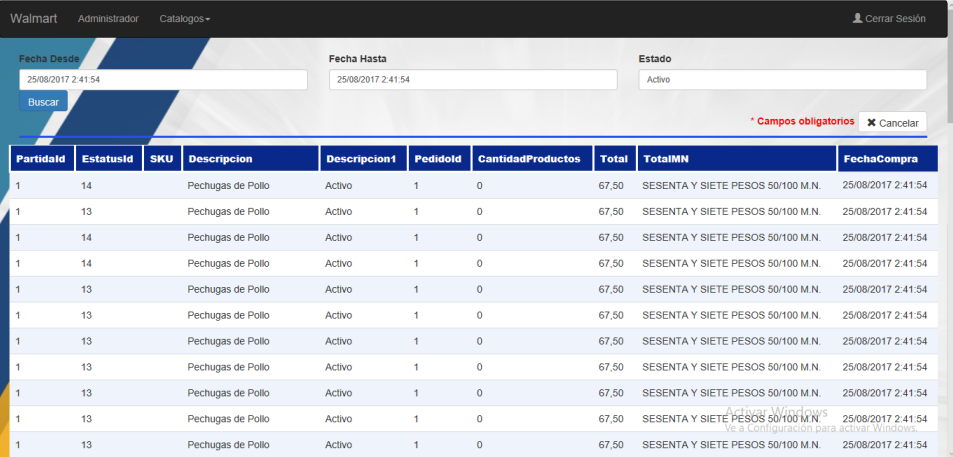 Walmart Administrador Catalogos Cerrar Sesión
Fecha Desde Fecha Hasta Estado
25/08/2017 2:41:54 25/08/2017 2:41:54 Activo
Buscar
* Campos obligatorios Cancelar
PartidaId EstatusId SKU Descripcion Descripcion1 PedidoId CantidadProductos Total TotalMN FechaCompra
1 14 Pechugas de Pollo Activo 1 0 67,50 SESENTA Y SIETE PESOS 50/100 M.N. 25/08/2017 2:41:54
1 13 Pechugas de Pollo Activo 1 0 67,50 SESENTA Y SIETE PESOS 50/100 M.N. 25/08/2017 2:41:54
1 14 Pechugas de Pollo Activo 1 0 67,50 SESENTA Y SIETE PESOS 50/100 M.N. 25/08/2017 2:41:54
1 14 Pechugas de Pollo Activo 1 0 67,50 SESENTA Y SIETE PESOS 50/100 M.N. 25/08/2017 2:41:54
1 13 Pechugas de Pollo Activo 1 0 67,50 SESENTA Y SIETE PESOS 50/100 M.N. 25/08/2017 2:41:54
1 13 Pechugas de Pollo Activo 1 0 67,50 SESENTA Y SIETE PESOS 50/100 M.N. 25/08/2017 2:41:54
1 13 Pechugas de Pollo Activo 1 0 67,50 SESENTA Y SIETE PESOS 50/100 M.N. 25/08/2017 2:41:54
1 13 Pechugas de Pollo Activo 1 0 67,50 SESENTA Y SIETE PESOS 50/100 M.N. 25/08/2017 2:41:54
1 13 Pechugas de Pollo Activo 1 0 67,50 SESENTA Y SIETE PESOS 50/100 M.N. 25/08/2017 2:41:54
Activar Windows
1 13 Pechugas de Pollo Activo 1 0 67,50 SESENTA Y SIETE PESOS 50/100 M.N. 25/08/2017 2:41:54
Ve a Configuración para activar Windows.
1 13 Pechugas de Pollo Activo 1 0 67,50 SESENTA Y SIETE PESOS 50/100 M.N. 25/08/2017 2:41:54